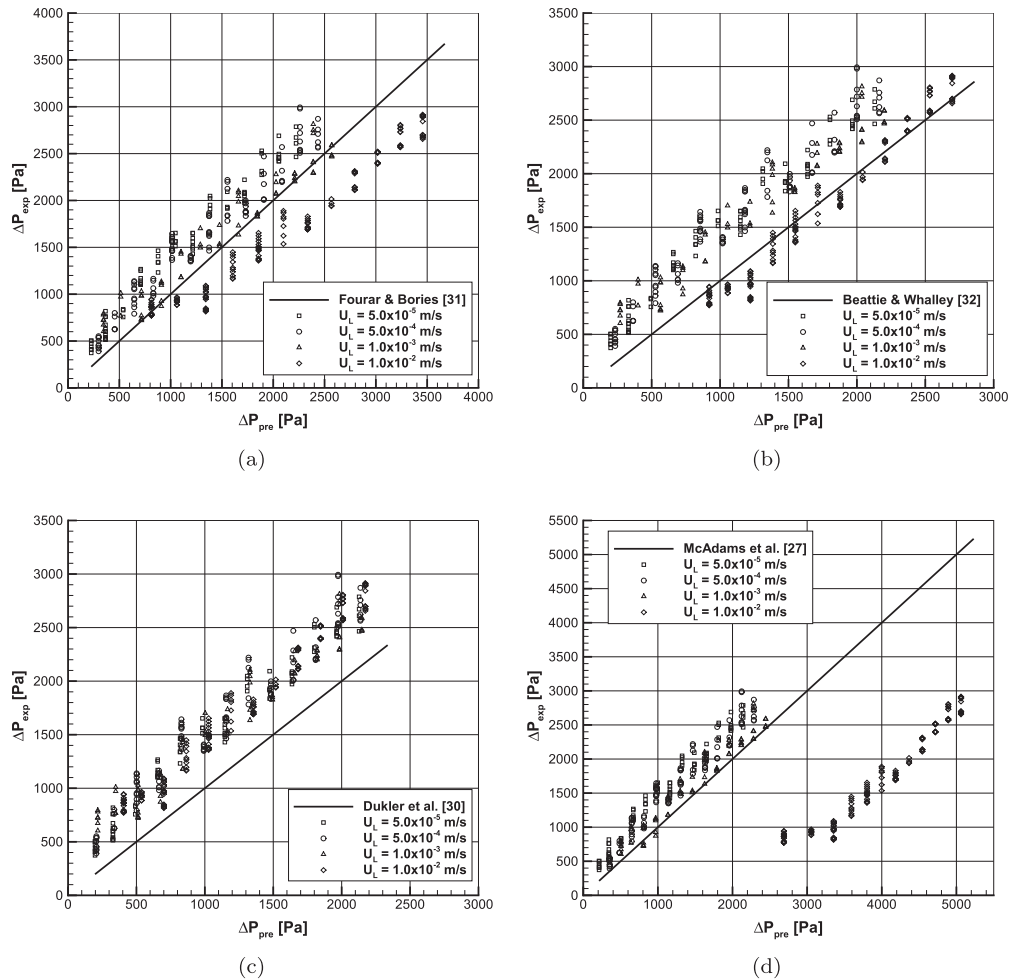 4000
3500
3000
2500
2000
1500
1000
500
0
ΔP_exp [Pa]
Fourar & Bories [31]
U_L = 5.0x10^-5 m/s
U_L = 5.0x10^-4 m/s
U_L = 1.0x10^-3 m/s
U_L = 1.0x10^-2 m/s
0 500 1000 1500 2000 2500 3000 3500 4000
ΔP_pre [Pa]
(a)
3500
3000
2500
2000
1500
1000
500
0
ΔP_exp [Pa]
Beattie & Whalley [32]
U_L = 5.0x10^-5 m/s
U_L = 5.0x10^-4 m/s
U_L = 1.0x10^-3 m/s
U_L = 1.0x10^-2 m/s
0 500 1000 1500 2000 2500 3000
ΔP_pre [Pa]
(b)
3500
3000
2500
2000
1500
1000
500
0
ΔP_exp [Pa]
Dukler et al. [30]
U_L = 5.0x10^-5 m/s
U_L = 5.0x10^-4 m/s
U_L = 1.0x10^-3 m/s
U_L = 1.0x10^-2 m/s
0 500 1000 1500 2000 2500 3000
ΔP_pre [Pa]
(c)
5500
5000
4500
4000
3500
3000
2500
2000
1500
1000
500
0
ΔP_exp [Pa]
McAdams et al. [27]
U_L = 5.0x10^-5 m/s
U_L = 5.0x10^-4 m/s
U_L = 1.0x10^-3 m/s
U_L = 1.0x10^-2 m/s
0 1000 2000 3000 4000 5000
ΔP_pre [Pa]
(d)